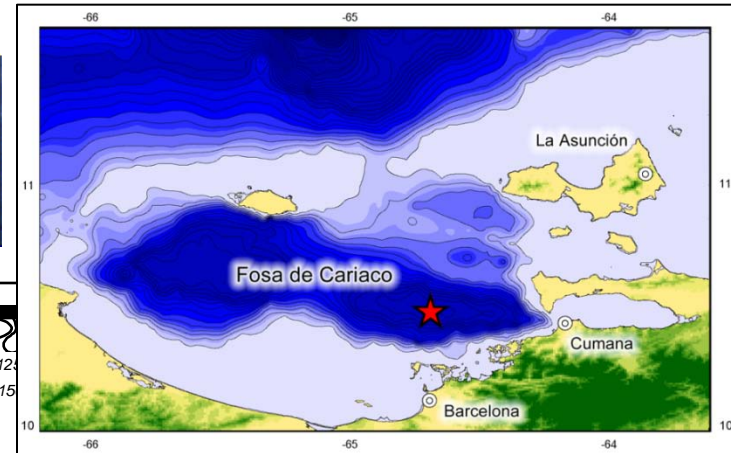 -66 -65 -64
La Asunción
11 11
Fosa de Cariaco
Cumana
Barcelona
10 10
-66 -65 -64